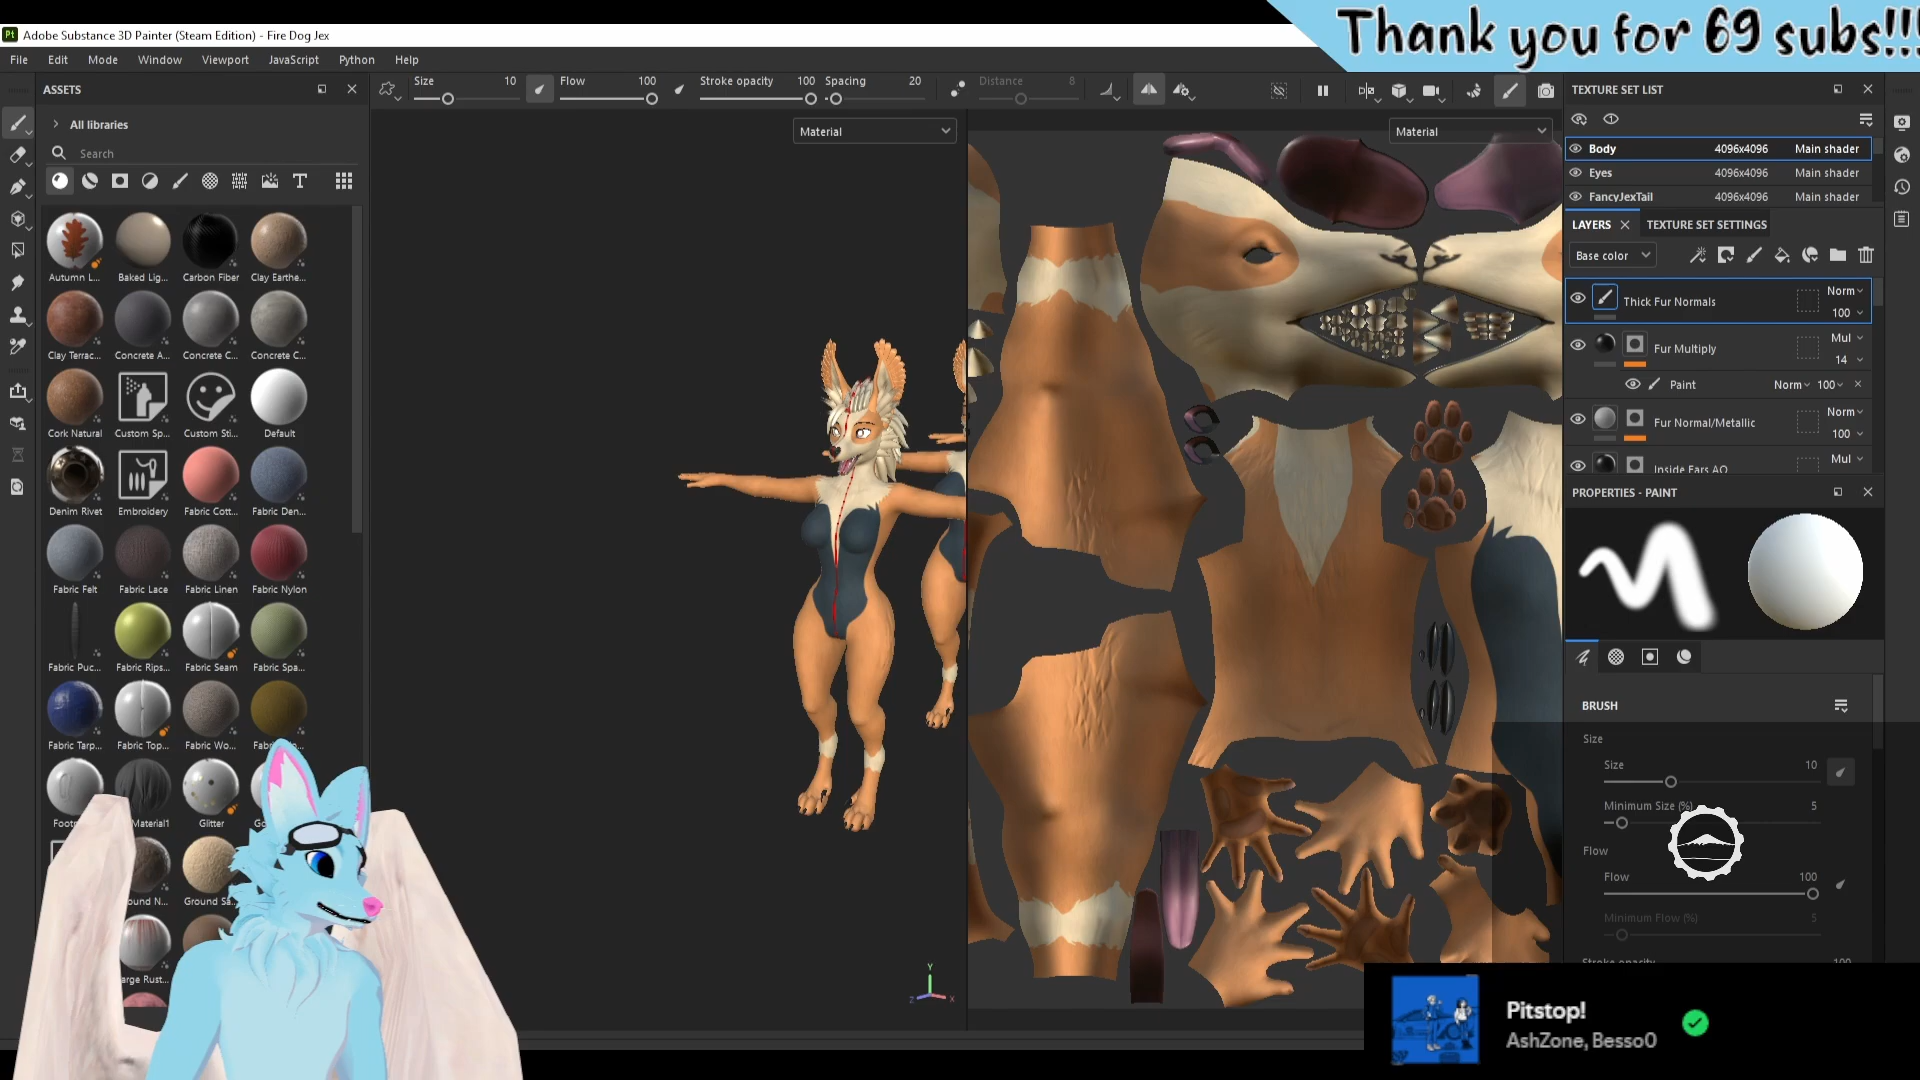 Thank you for 69 subs!!!
Adobe Substance 3D Painter (Steam Edition) - Fire Dog Jex
File Edit Mode Window Viewport JavaScript Python Help
ASSETS
Size 10 Flow 100 Stroke opacity 100 Spacing 20 Distance 8
TEXTURE SET LIST
All libraries
Search
Material
Material
Body 4096x4096 Main shader
Eyes 4096x4096 Main shader
FancyJexTail 4096x4096 Main shader
LAYERS TEXTURE SET SETTINGS
Base color
Autumn L... Baked Lig... Carbon Fiber Clay Earthe...
Thick Fur Normals Norm 100
Clay Terrac... Concrete A... Concrete C... Concrete C...
Fur Multiply Mul 14
Paint Norm 100
Cork Natural Custom Sp... Custom Sti... Default
Fur Normal/Metallic Norm 100
Inside Ears AO Mul
Denim Rivet Embroidery Fabric Cott... Fabric Den...
PROPERTIES - PAINT
Fabric Felt Fabric Lace Fabric Linen Fabric Nylon
Fabric Puc... Fabric Rips... Fabric Seam Fabric Spa...
BRUSH
Size
Size 10
Minimum Size (%) 5
Flow
Flow 100
Minimum Flow (%) 5
Stroke opacity 100
Fabric Tarp... Fabric Top... Fabric Wo...
Material1 Glitter
Ground Sa...
Y
Z X
Pitstop!
AshZone, Besso0